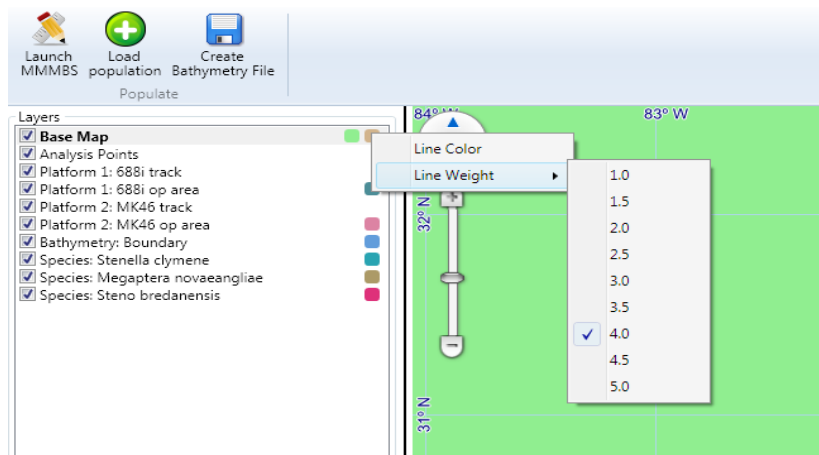 Launch MMMBS
Load population
Create Bathymetry File
Populate
Layers
Base Map
Analysis Points
Platform 1: 688i track
Platform 1: 688i op area
Platform 2: MK46 track
Platform 2: MK46 op area
Bathymetry: Boundary
Species: Stenella clymene
Species: Megaptera novaeangliae
Species: Steno bredanensis
83° W
Line Color
Line Weight
1.0
1.5
2.0
2.5
3.0
3.5
4.0
4.5
5.0
32° N
31° N